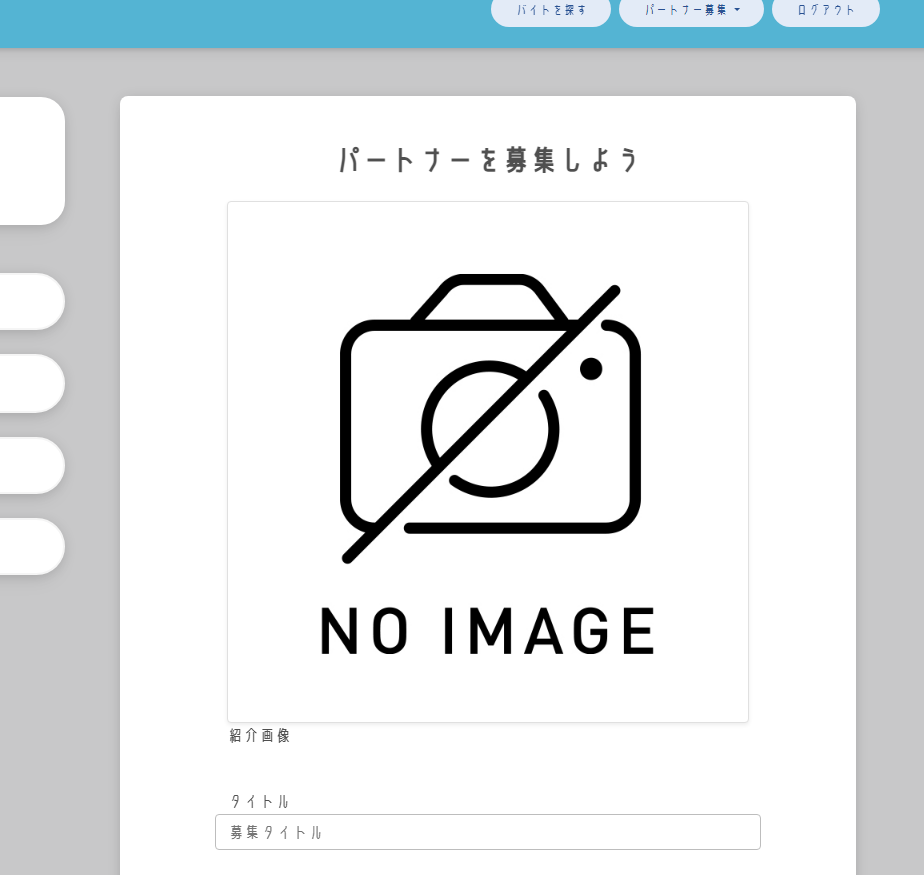 バイトを探す
パートナー募集
ログアウト
パートナーを募集しよう
NO IMAGE
紹介画像
タイトル
募集タイトル